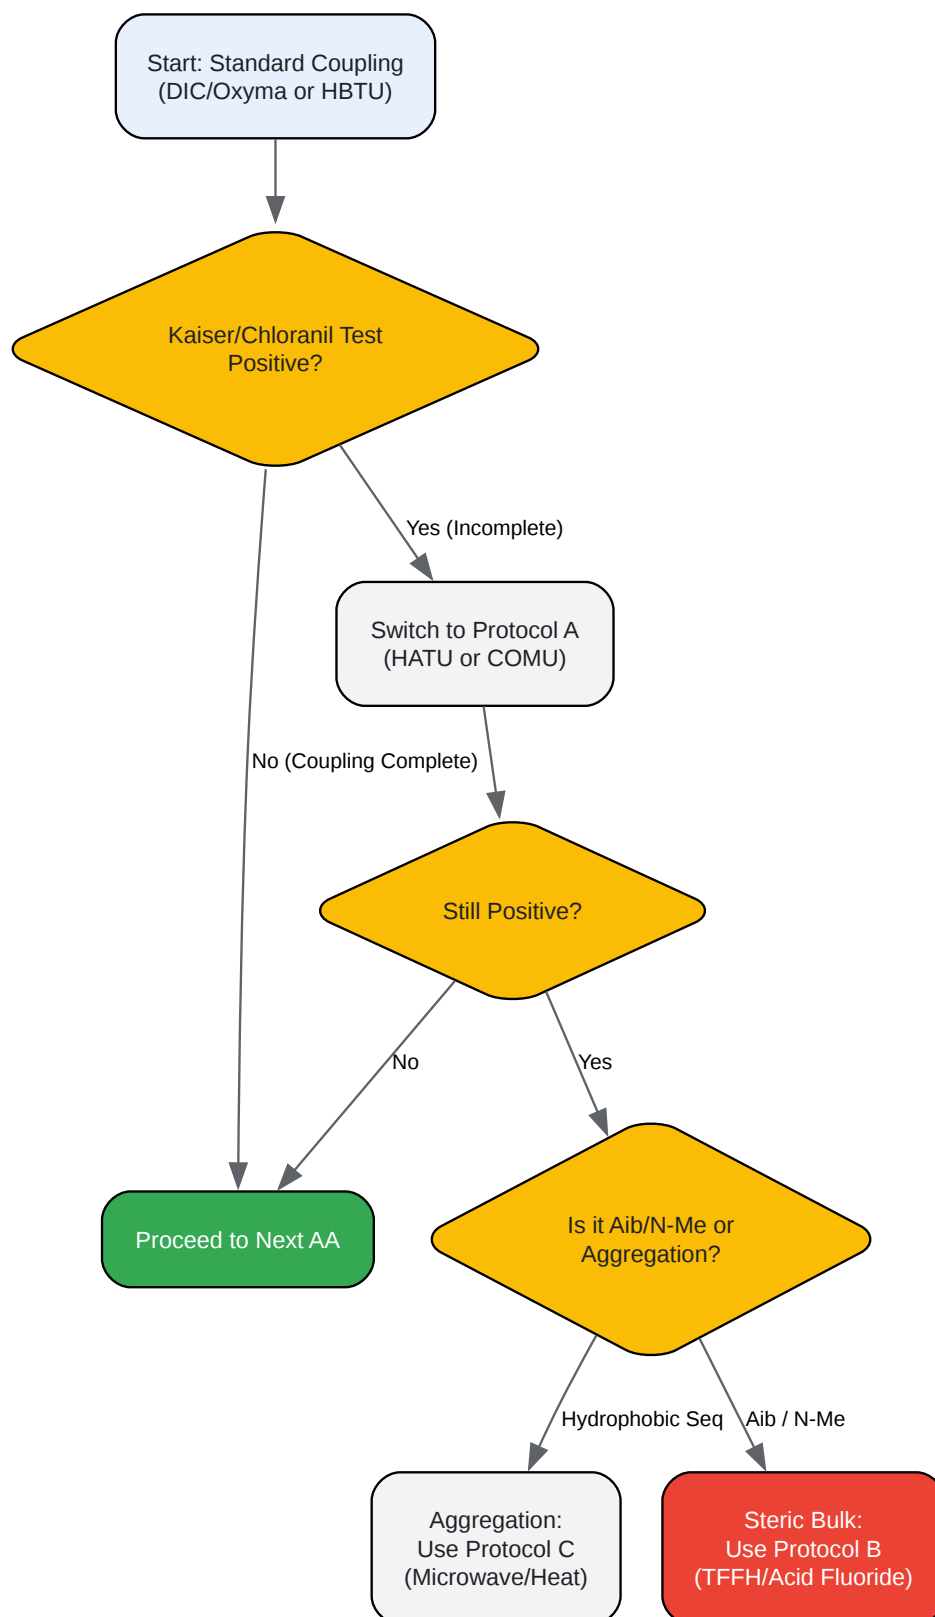 Start: Standard Coupling
(DIC/Oxyma or HBTU)
Kaiser/Chloranil Test
Positive?
Yes (Incomplete)
Switch to Protocol A
(HATU or COMU)
No (Coupling Complete)
Still Positive?
No
Yes
Proceed to Next AA
Is it Aib/N-Me or
Aggregation?
Hydrophobic Seq
Aib / N-Me
Aggregation:
Use Protocol C
(Microwave/Heat)
Steric Bulk:
Use Protocol B
(TFFH/Acid Fluoride)